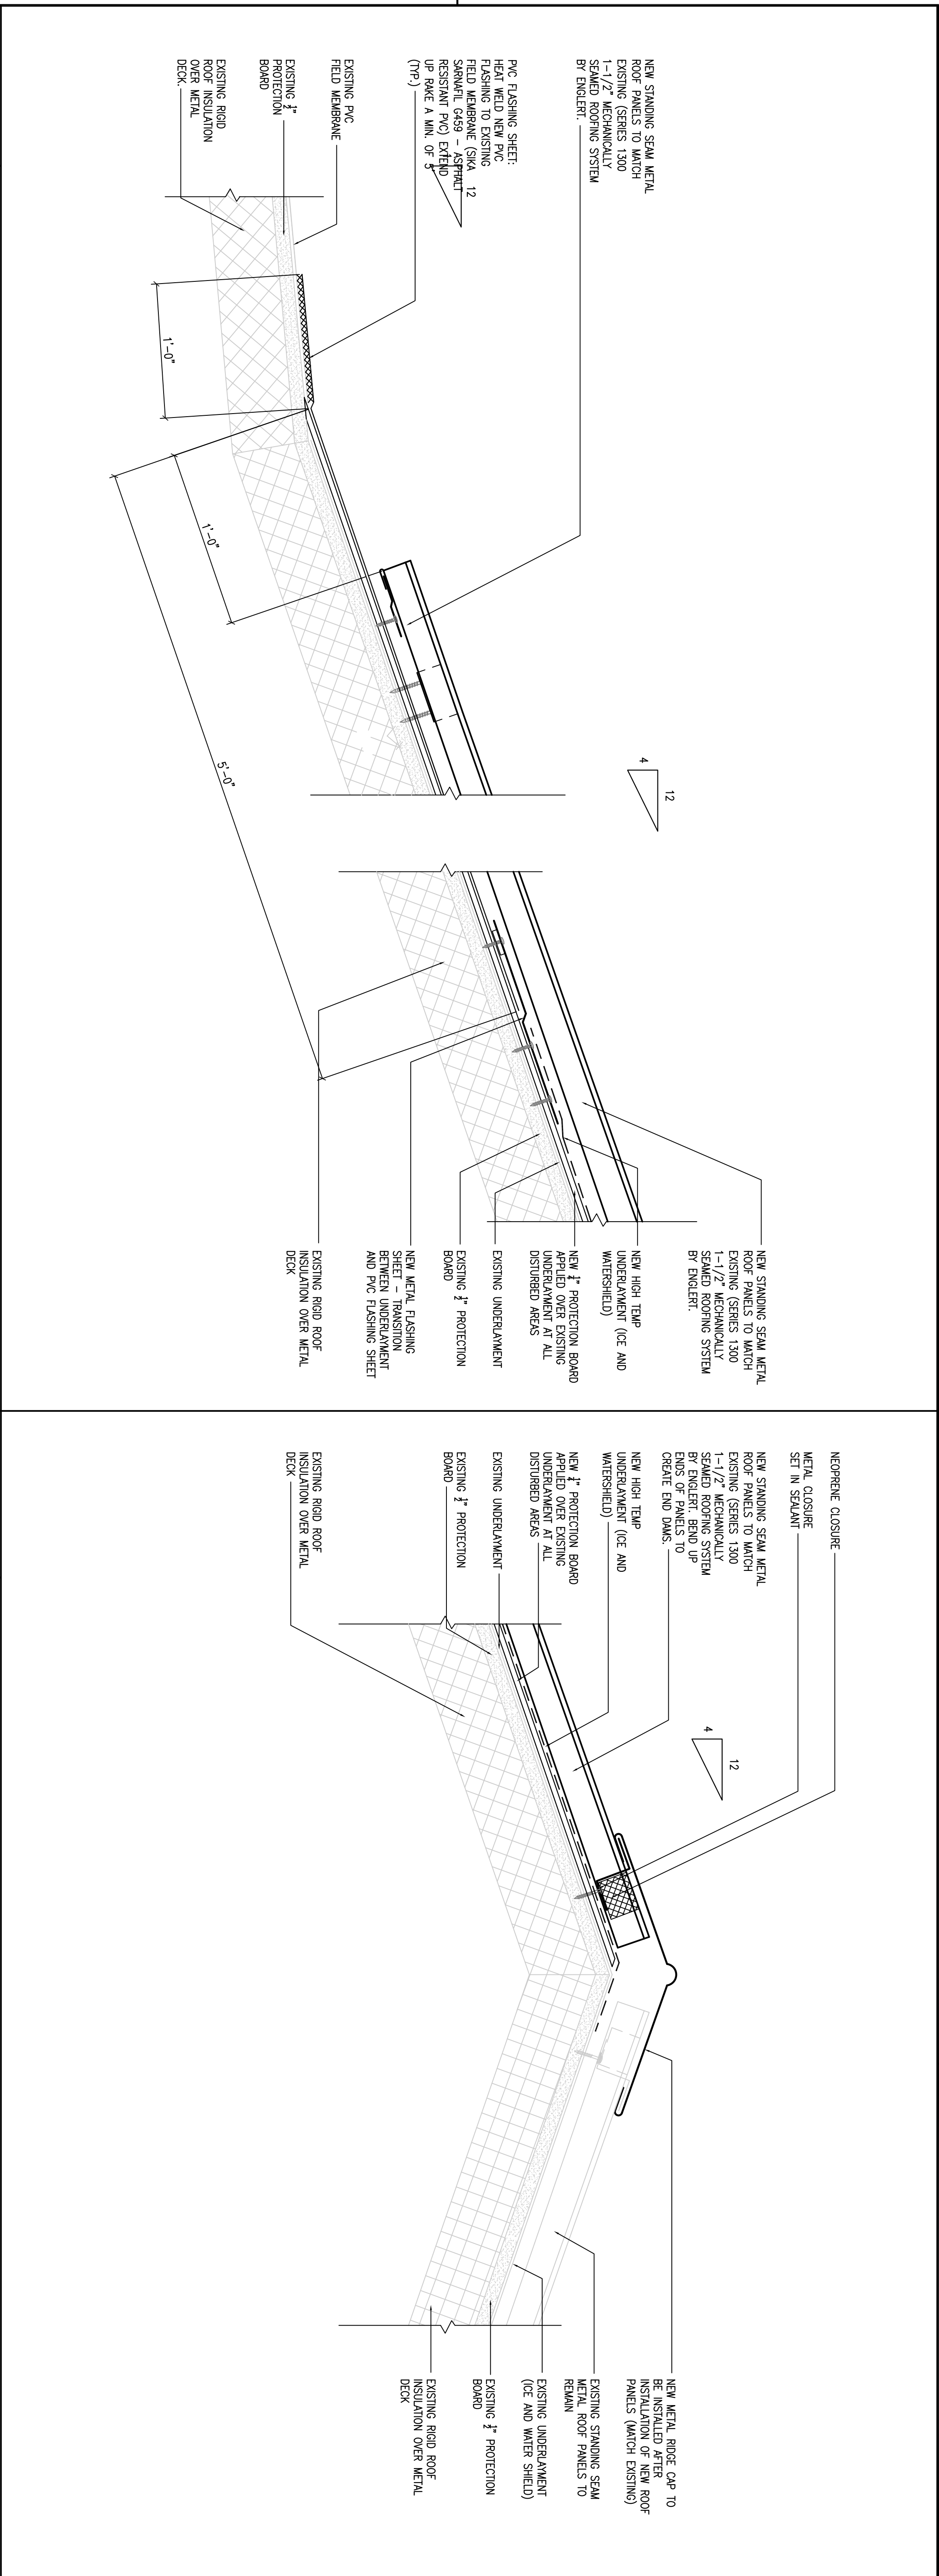 NEW STANDING SEAM METAL
ROOF PANELS TO MATCH
EXISTING (SERIES 1300
1-1/2" MECHANICALLY
SEAMED ROOFING SYSTEM
BY ENGLERT.
PVC FLASHING SHEET:
HEAT WELD NEW PVC
FLASHING TO EXISTING
FIELD MEMBRANE (SIKA
SARNAFIL G459 - ASPHALT
RESISTANT PVC) EXTEND
UP RAKE A MIN. OF 5'
(TYP.)
12
EXISTING PVC
FIELD MEMBRANE
EXISTING ½"
PROTECTION
BOARD
EXISTING RIGID
ROOF INSULATION
OVER METAL
DECK.
1'-0"
1'-0"
5'-0"
12
4
NEW STANDING SEAM METAL
ROOF PANELS TO MATCH
EXISTING (SERIES 1300
1-1/2" MECHANICALLY
SEAMED ROOFING SYSTEM
BY ENGLERT.
NEW HIGH TEMP
UNDERLAYMENT (ICE AND
WATERSHIELD)
NEW ¼" PROTECTION BOARD
APPLIED OVER EXISTING
UNDERLAYMENT AT ALL
DISTURBED AREAS
EXISTING UNDERLAYMENT
EXISTING ½" PROTECTION
BOARD
NEW METAL FLASHING
SHEET - TRANSITION
BETWEEN UNDERLAYMENT
AND PVC FLASHING SHEET
EXISTING RIGID ROOF
INSULATION OVER METAL
DECK
NEOPRENE CLOSURE
METAL CLOSURE
SET IN SEALANT
NEW STANDING SEAM METAL
ROOF PANELS TO MATCH
EXISTING (SERIES 1300
1-1/2" MECHANICALLY
SEAMED ROOFING SYSTEM
BY ENGLERT. BEND UP
ENDS OF PANELS TO
CREATE END DAMS.
NEW HIGH TEMP
UNDERLAYMENT (ICE AND
WATERSHIELD)
NEW ¼" PROTECTION BOARD
APPLIED OVER EXISTING
UNDERLAYMENT AT ALL
DISTURBED AREAS
EXISTING UNDERLAYMENT
EXISTING ½" PROTECTION
BOARD
EXISTING RIGID ROOF
INSULATION OVER METAL
DECK
12
4
NEW METAL RIDGE CAP TO
BE INSTALLED AFTER
INSTALLATION OF NEW ROOF
PANELS (MATCH EXISTING)
EXISTING STANDING SEAM
METAL ROOF PANELS TO
REMAIN
EXISTING UNDERLAYMENT
(ICE AND WATER SHIELD)
EXISTING ½" PROTECTION
BOARD
EXISTING RIGID ROOF
INSULATION OVER METAL
DECK